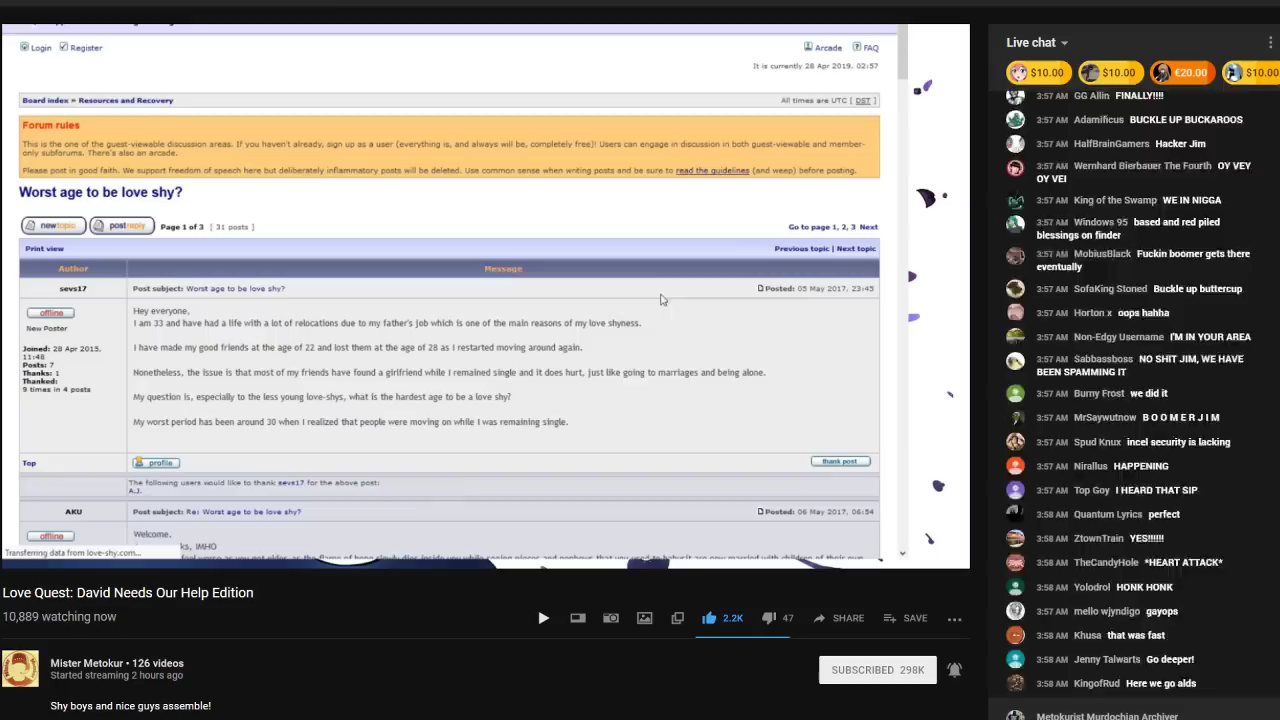 Login Register Arcade FAQ
It is currently 28 Apr 2019, 02:57
Board index » Resources and Recovery All times are UTC [ DST ]
Forum rules
This is the one of the guest-viewable discussion areas. If you haven't already, sign up as a user (everything is, and always will be, completely free)! Users can engage in discussion in both guest-viewable and member-
only subforums. There's also an arcade.
Please post in good faith. We support freedom of speech here but deliberately inflammatory posts will be deleted. Use common sense when writing posts and be sure to read the guidelines (and weep) before posting.
Worst age to be love shy?
newtopic postreply Page 1 of 3 [ 31 posts ] Go to page 1, 2, 3 Next
Print view Previous topic | Next topic
Author Message
sevs17 Post subject: Worst age to be love shy? Posted: 05 May 2017, 23:45
offline
New Poster
Joined: 28 Apr 2015,
11:48
Posts: 7
Thanks: 1
Thanked:
9 times in 4 posts
Hey everyone,
I am 33 and have had a life with a lot of relocations due to my father's job which is one of the main reasons of my love shyness.
I have made my good friends at the age of 22 and lost them at the age of 28 as I restarted moving around again.
Nonetheless, the issue is that most of my friends have found a girlfriend while I remained single and it does hurt, just like going to marriages and being alone.
My question is, especially to the less young love-shys, what is the hardest age to be a love shy?
My worst period has been around 30 when I realized that people were moving on while I was remaining single.
Top profile thank post
The following users would like to thank sevs17 for the above post:
A.J.
AKU Post subject: Re: Worst age to be love shy? Posted: 06 May 2017, 06:54
offline
Welcome.
ks, IMHO
Transferring data from love-shy.com...
Love Quest: David Needs Our Help Edition
10,889 watching now
2.2K 47 SHARE SAVE
Mister Metokur • 126 videos
Started streaming 2 hours ago
SUBSCRIBED 298K
Shy boys and nice guys assemble!
Live chat
$10.00 $10.00 €20.00 $10.00
3:57 AM GG Allin FINALLY!!!!
3:57 AM Adamificus BUCKLE UP BUCKAROOS
3:57 AM HalfBrainGamers Hacker Jim
3:57 AM Wernhard Bierbauer The Fourth OY VEY
OY VEI
3:57 AM King of the Swamp WE IN NIGGA
3:57 AM Windows 95 based and red piled
blessings on finder
3:57 AM MobiusBlack Fuckin boomer gets there
eventually
3:57 AM SofaKing Stoned Buckle up buttercup
3:57 AM Horton x oops hahha
3:57 AM Non-Edgy Username I'M IN YOUR AREA
3:57 AM Sabbassboss NO SHIT JIM, WE HAVE
BEEN SPAMMING IT
3:57 AM Burny Frost we did it
3:57 AM MrSaywutnow B O O M E R J I M
3:57 AM Spud Knux incel security is lacking
3:57 AM Nirallus HAPPENING
3:57 AM Top Goy I HEARD THAT SIP
3:58 AM Quantum Lyrics perfect
3:58 AM ZtownTrain YES!!!!!!
3:58 AM TheCandyHole *HEART ATTACK*
3:58 AM Yolodrol HONK HONK
3:57 AM mello wjyndigo gayops
3:58 AM Khusa that was fast
3:58 AM Jenny Talwarts Go deeper!
3:58 AM KingofRud Here we go alds
Metokurist Murdochian Archiver